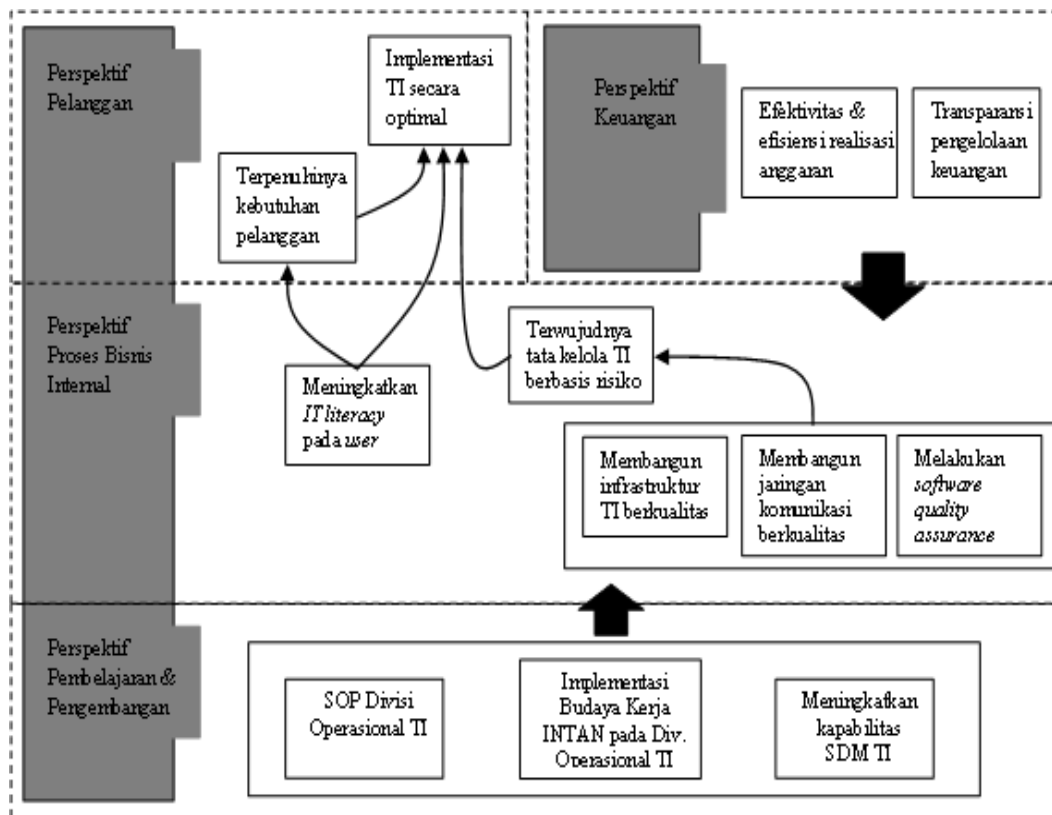 Perspektif
Pelanggan
Implementasi
TI secara
optimal
Terpenuhinya
kebutuhan
pelanggan
Perspektif
Keuangan
Efektivitas &
efisiensi realisasi
anggaran
Transparansi
pengelolaan
keuangan
Perspektif
Proses Bisnis
Internal
Meningkatkan
IT literacy
pada user
Terwujudnya
tata kelola TI
berbasis risiko
Membangun
infrastruktur
TI berkualitas
Membangun
jaringan
komunikasi
berkualitas
Melakukan
software
quality
assurance
Perspektif
Pembelajaran &
Pengembangan
SOP Divisi
Operasional TI
Implementasi
Budaya Kerja
INTAN pada Div.
Operasional TI
Meningkatkan
kapabilitas
SDM TI